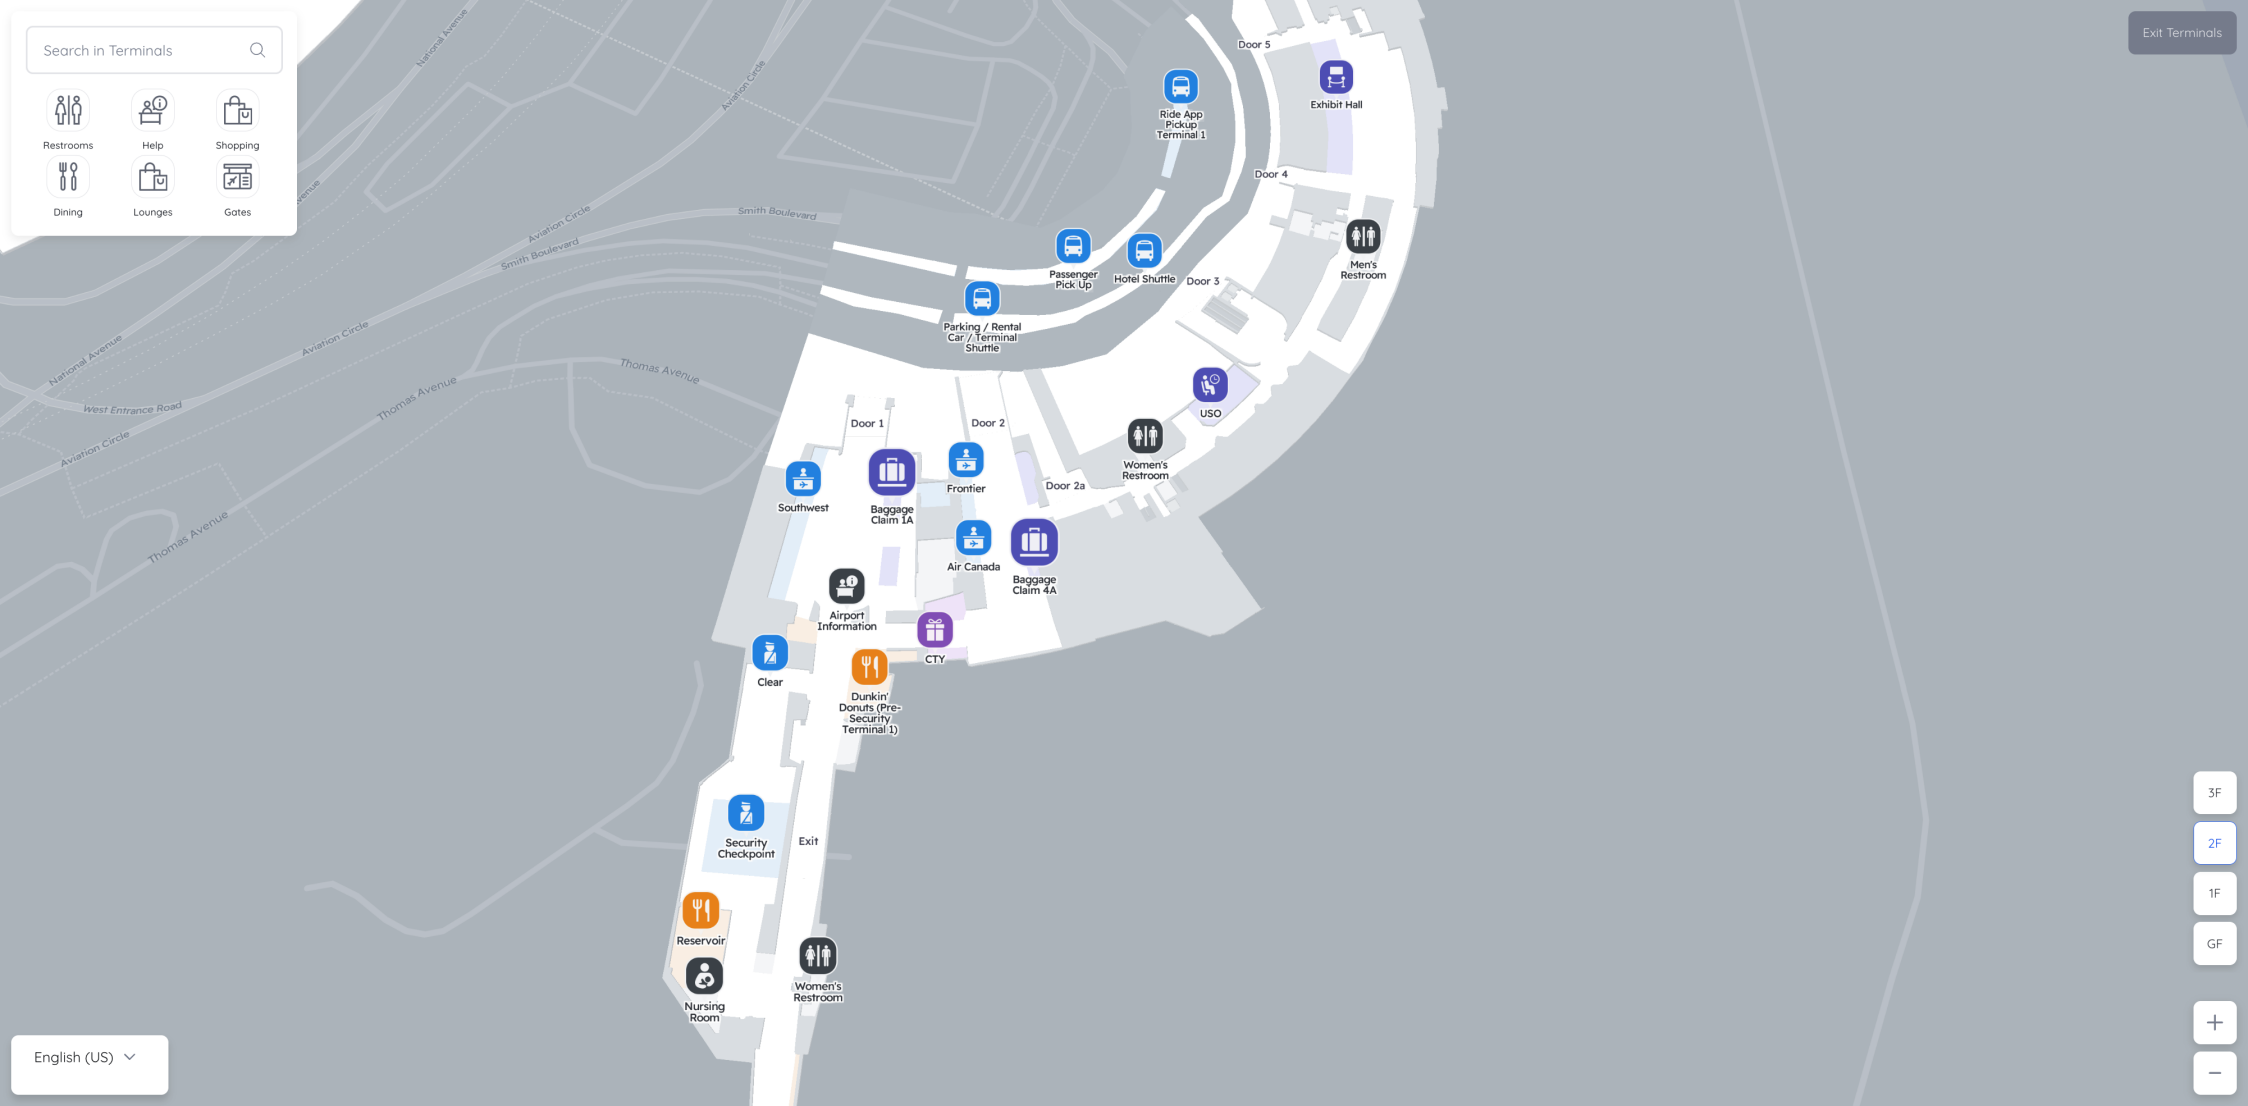 Search in Terminals
Restrooms
Help
Shopping
Dining
Lounges
Gates
Exit Terminals
National Avenue
Aviation Circle
Avenue
Aviation Circle
Smith Boulevard
Smith Boulevard
Aviation Circle
National Avenue
West Entrance Road
Aviation Circle
Thomas Avenue
Thomas Avenue
Thomas Avenue
Door 5
Exhibit Hall
Ride App
Pickup
Terminal 1
Door 4
Men's
Restroom
Passenger
Pick Up
Hotel Shuttle
Door 3
Parking / Rental
Car / Terminal
Shuttle
USO
Door 1
Door 2
Women's
Restroom
Door 2a
Southwest
Baggage
Claim 1A
Frontier
Air Canada
Baggage
Claim 4A
Airport
Information
CTY
Clear
Dunkin'
Donuts (Pre-
Security
Terminal 1)
Security
Checkpoint
Exit
Reservoir
Nursing
Room
Women's
Restroom
3F
2F
1F
GF
English (US)